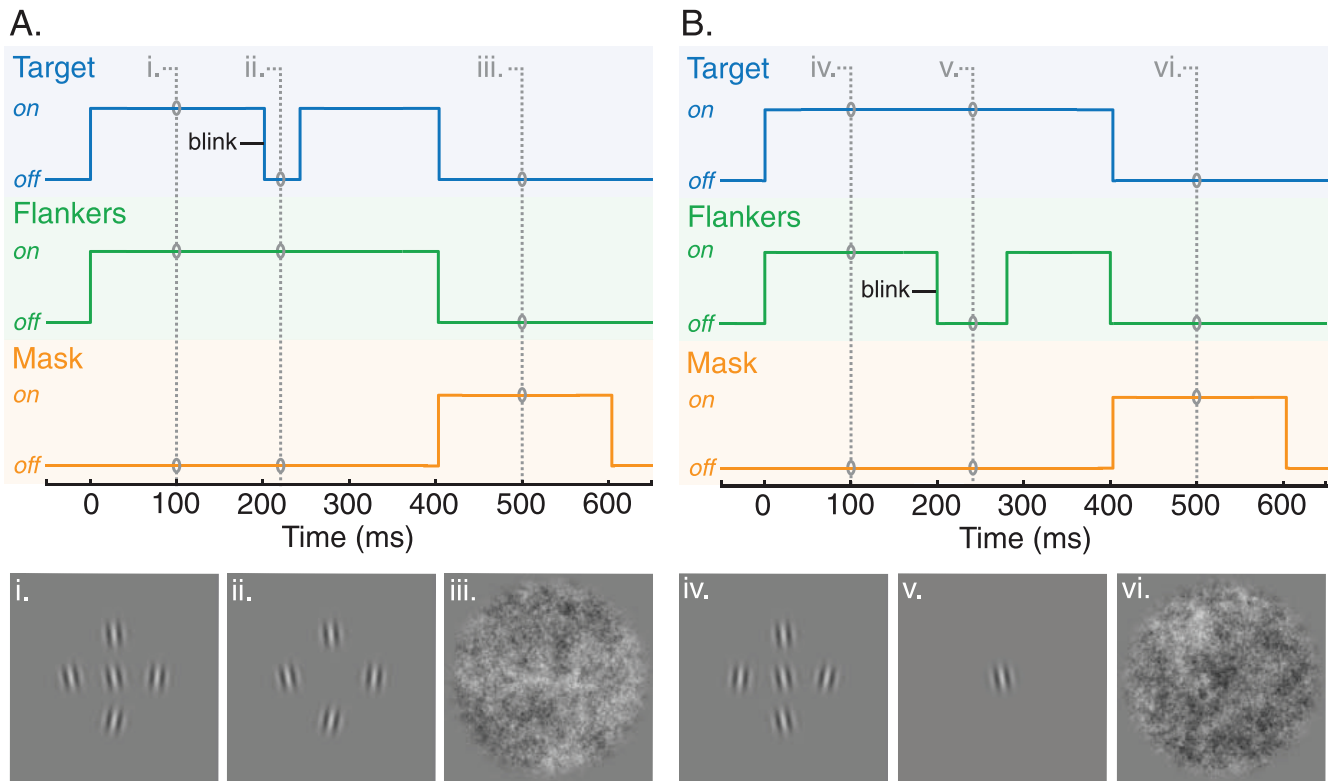 A.
Target
i.
ii.
iii.
on
blink
off
Flankers
on
off
Mask
on
off
0 100 200 300 400 500 600
Time (ms)
B.
Target
iv.
v.
vi.
on
off
Flankers
on
blink
off
Mask
on
off
0 100 200 300 400 500 600
Time (ms)
i.
ii.
iii.
iv.
v.
vi.